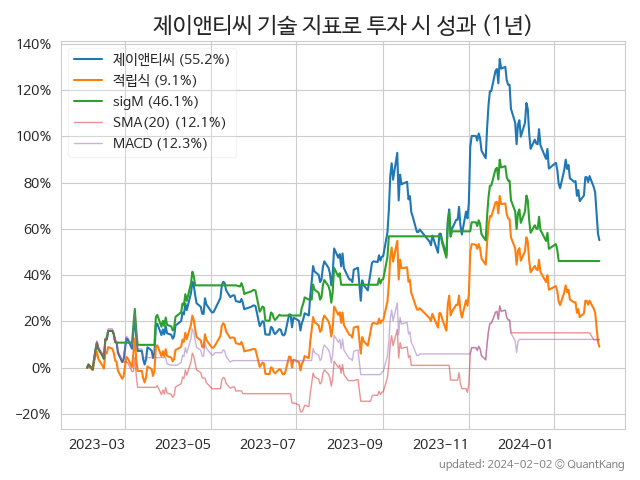 제이앤티씨 기술 지표로 투자 시 성과 (1년)
140%
120%
100%
80%
60%
40%
20%
0%
−20%
제이앤티씨 (55.2%)
적립식 (9.1%)
sigM (46.1%)
SMA(20) (12.1%)
MACD (12.3%)
2023-03
2023-05
2023-07
2023-09
2023-11
2024-01
updated: 2024-02-02 © QuantKang